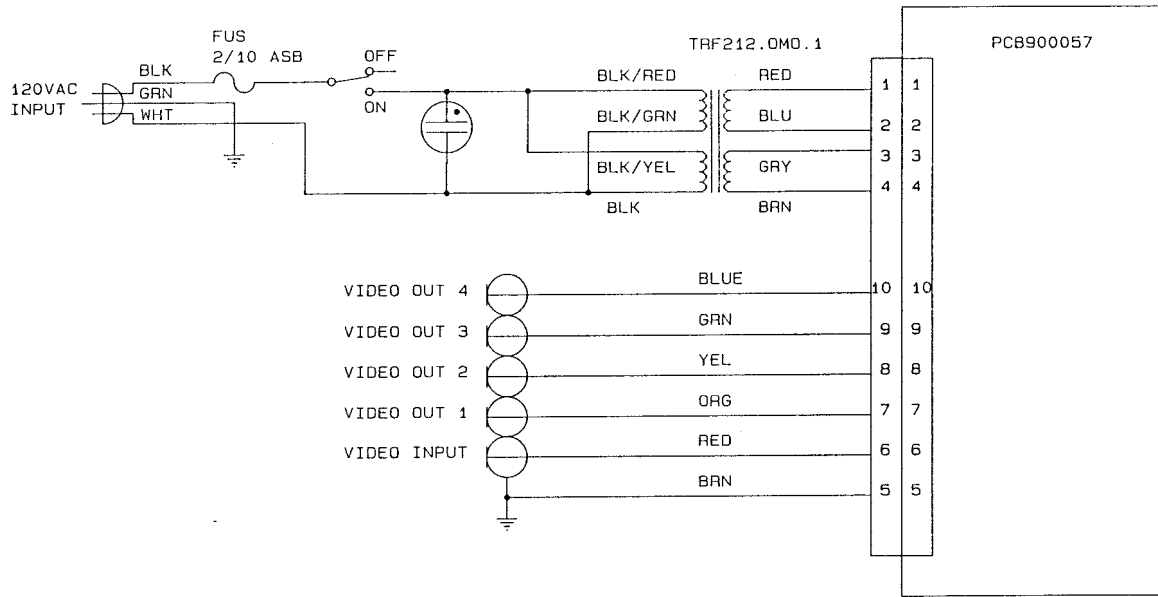 FUS
2/10 ASB
OFF
TRF212.0M0.1
PCB900057
120VAC
INPUT
BLK
GRN
WHT
ON
BLK/RED
RED
1 1
BLK/GRN
BLU
2 2
3 3
BLK/YEL
GRY
4 4
BLK
BRN
VIDEO OUT 4
BLUE
10 10
VIDEO OUT 3
GRN
9 9
VIDEO OUT 2
YEL
8 8
VIDEO OUT 1
ORG
7 7
VIDEO INPUT
RED
6 6
BRN
5 5